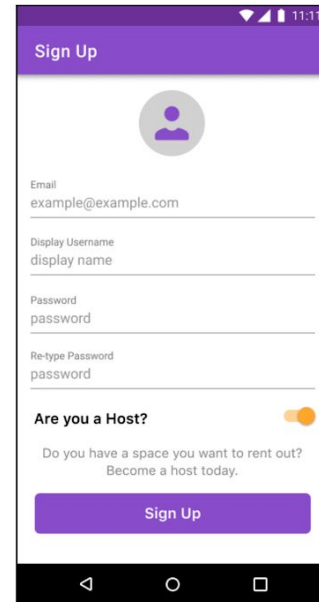 11:11
Sign Up
Email
example@example.com
Display Username
display name
Password
password
Re-type Password
password
Are you a Host?
Do you have a space you want to rent out?
Become a host today.
Sign Up